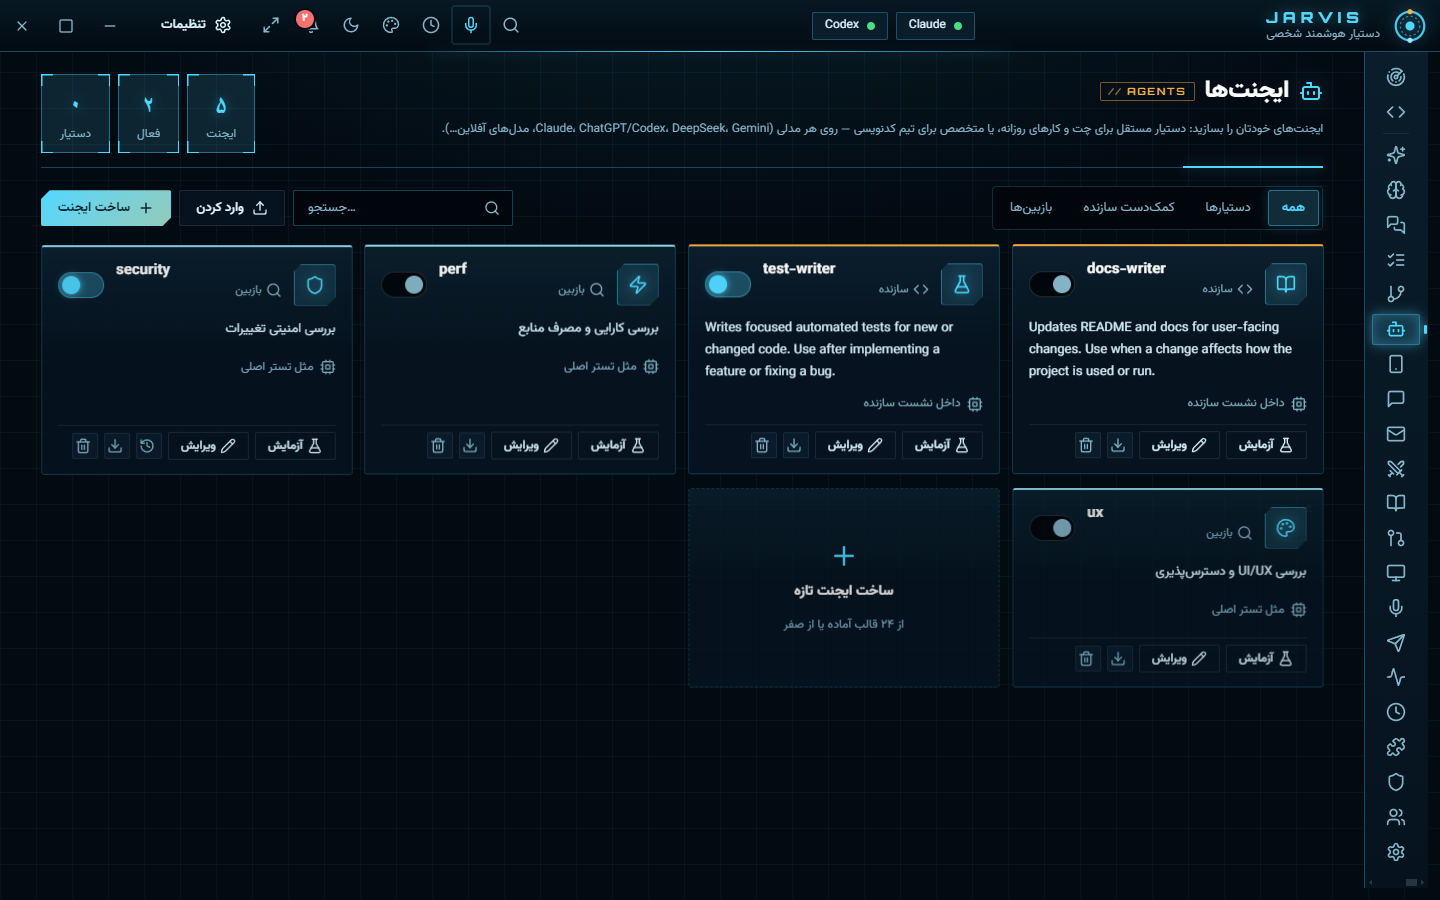 JARVIS
دستیار هوشمند شخصی
Claude
Codex
۲
تنظیمات
ایجنت‌ها
// AGENTS
ایجنت‌های خودتان را بسازید: دستیار مستقل برای چت و کارهای روزانه، یا متخصص برای تیم کدنویسی — روی هر مدلی (Claude، ChatGPT/Codex، DeepSeek، Gemini، مدل‌های آفلاین…).
۵
ایجنت
۲
فعال
۰
دستیار
همه
دستیارها
کمک‌دست سازنده
بازبین‌ها
جستجو…
وارد کردن
ساخت ایجنت
docs-writer
سازنده
Updates README and docs for user-facing
changes. Use when a change affects how the
project is used or run.
داخل نشست سازنده
آزمایش
ویرایش
test-writer
سازنده
Writes focused automated tests for new or
changed code. Use after implementing a
feature or fixing a bug.
داخل نشست سازنده
آزمایش
ویرایش
perf
بازبین
بررسی کارایی و مصرف منابع
مثل تستر اصلی
آزمایش
ویرایش
security
بازبین
بررسی امنیتی تغییرات
مثل تستر اصلی
آزمایش
ویرایش
ux
بازبین
بررسی UI/UX و دسترس‌پذیری
مثل تستر اصلی
آزمایش
ویرایش
ساخت ایجنت تازه
از ۲۴ قالب آماده یا از صفر